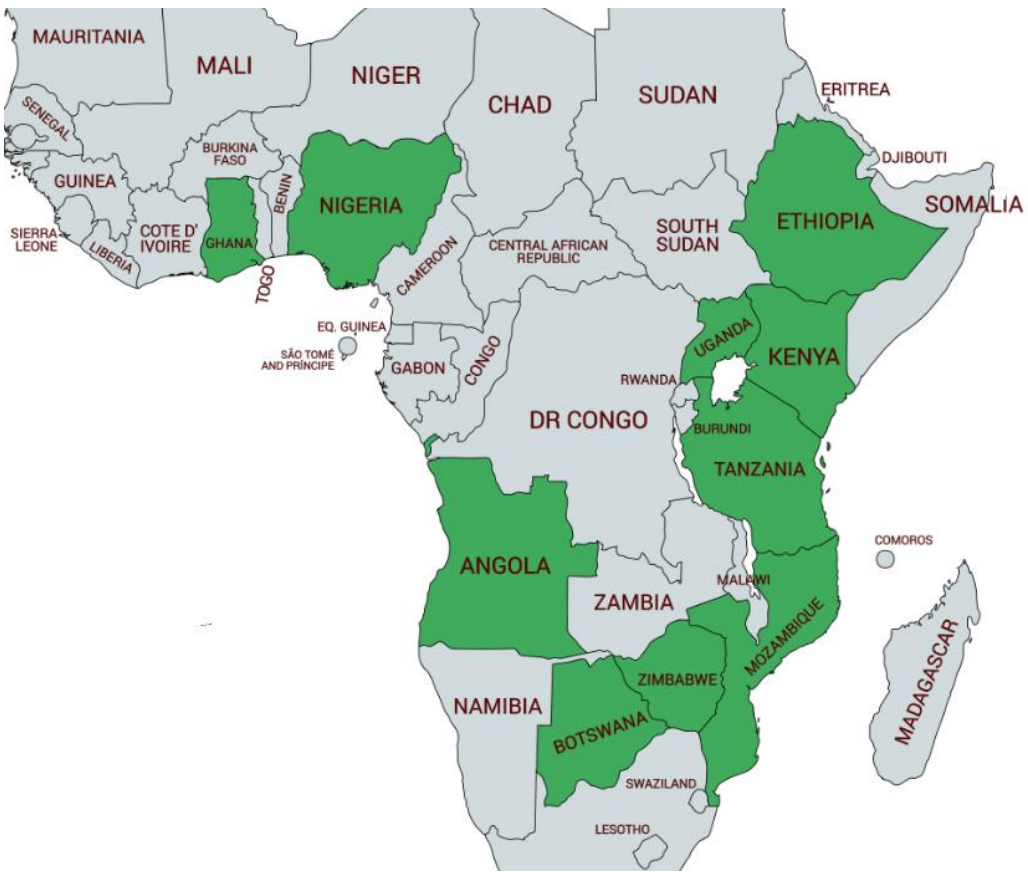 MAURITANIA
MALI
NIGER
CHAD
SUDAN
ERITREA
SENEGAL
BURKINA
FASO
DJIBOUTI
GUINEA
BENIN
NIGERIA
ETHIOPIA
SOMALIA
SIERRA
LEONE
LIBERIA
COTE D'
IVOIRE
GHANA
TOGO
CAMEROON
CENTRAL AFRICAN
REPUBLIC
SOUTH
SUDAN
EQ. GUINEA
SÃO TOMÉ
AND PRÍNCIPE
GABON
CONGO
UGANDA
KENYA
RWANDA
DR CONGO
BURUNDI
TANZANIA
COMOROS
ANGOLA
ZAMBIA
MALAWI
MOZAMBIQUE
MADAGASCAR
NAMIBIA
ZIMBABWE
BOTSWANA
SWAZILAND
LESOTHO